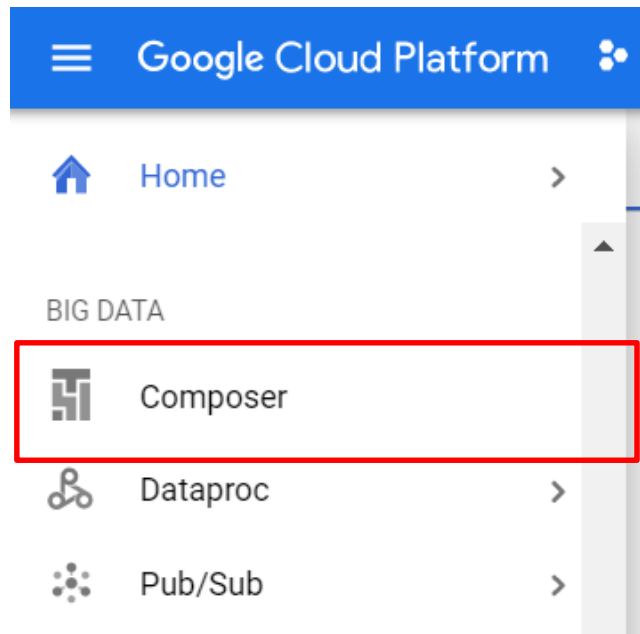 Google Cloud Platform
Home
BIG DATA
Composer
Dataproc
Pub/Sub